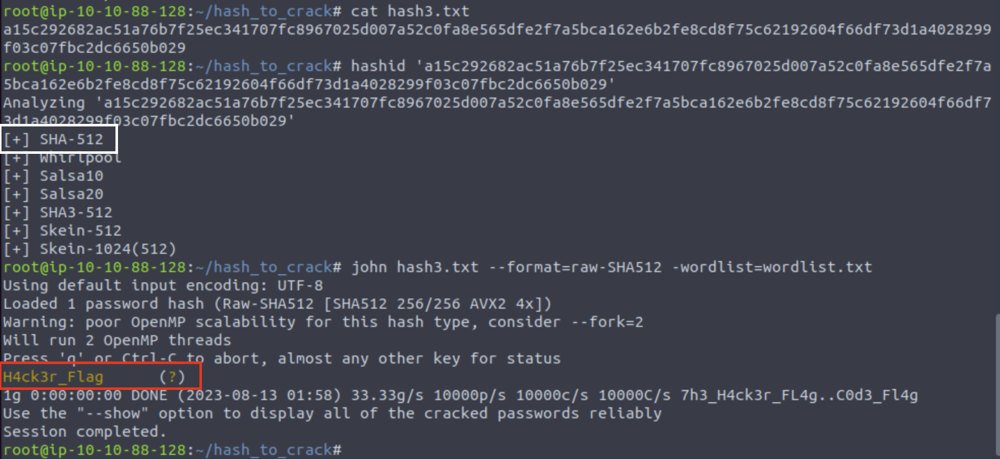 root@ip-10-10-88-128:~/hash_to_crack# cat hash3.txt
a15c292682ac51a76b7f25ec341707fc8967025d007a52c0fa8e565dfe2f7a5bca162e6b2fe8cd8f75c62192604f66df73d1a4028299
f03c07fbc2dc6650b029
root@ip-10-10-88-128:~/hash_to_crack# hashid 'a15c292682ac51a76b7f25ec341707fc8967025d007a52c0fa8e565dfe2f7a
5bca162e6b2fe8cd8f75c62192604f66df73d1a4028299f03c07fbc2dc6650b029'
Analyzing 'a15c292682ac51a76b7f25ec341707fc8967025d007a52c0fa8e565dfe2f7a5bca162e6b2fe8cd8f75c62192604f66df7
3d1a4028299f03c07fbc2dc6650b029'
[+] SHA-512
[+] Whirlpool
[+] Salsa10
[+] Salsa20
[+] SHA3-512
[+] Skein-512
[+] Skein-1024(512)
root@ip-10-10-88-128:~/hash_to_crack# john hash3.txt --format=raw-SHA512 -wordlist=wordlist.txt
Using default input encoding: UTF-8
Loaded 1 password hash (Raw-SHA512 [SHA512 256/256 AVX2 4x])
Warning: poor OpenMP scalability for this hash type, consider --fork=2
Will run 2 OpenMP threads
Press 'q' or Ctrl-C to abort, almost any other key for status
H4ck3r_Flag      (?)
1g 0:00:00:00 DONE (2023-08-13 01:58) 33.33g/s 10000p/s 10000c/s 10000C/s 7h3_H4ck3r_FL4g..C0d3_Fl4g
Use the "--show" option to display all of the cracked passwords reliably
Session completed.
root@ip-10-10-88-128:~/hash_to_crack#